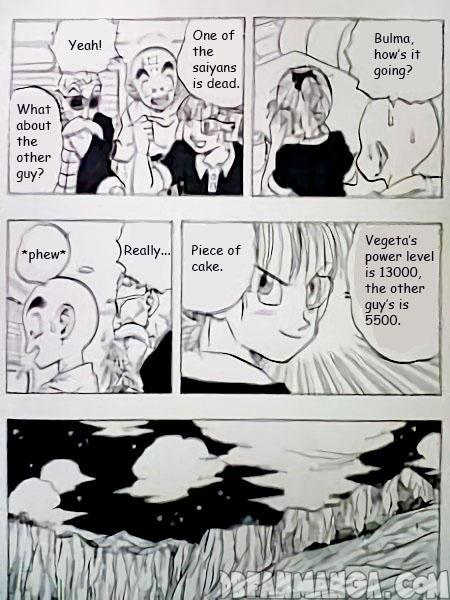 Yeah!
One of
the
saiyans
is dead.
What
about
the
other
guy?
Bulma,
how's it
going?
*phew*
Really...
Piece of
cake.
Vegeta's
power level
is 13000,
the other
guy's is
5500.
DBFANMANGA.COM